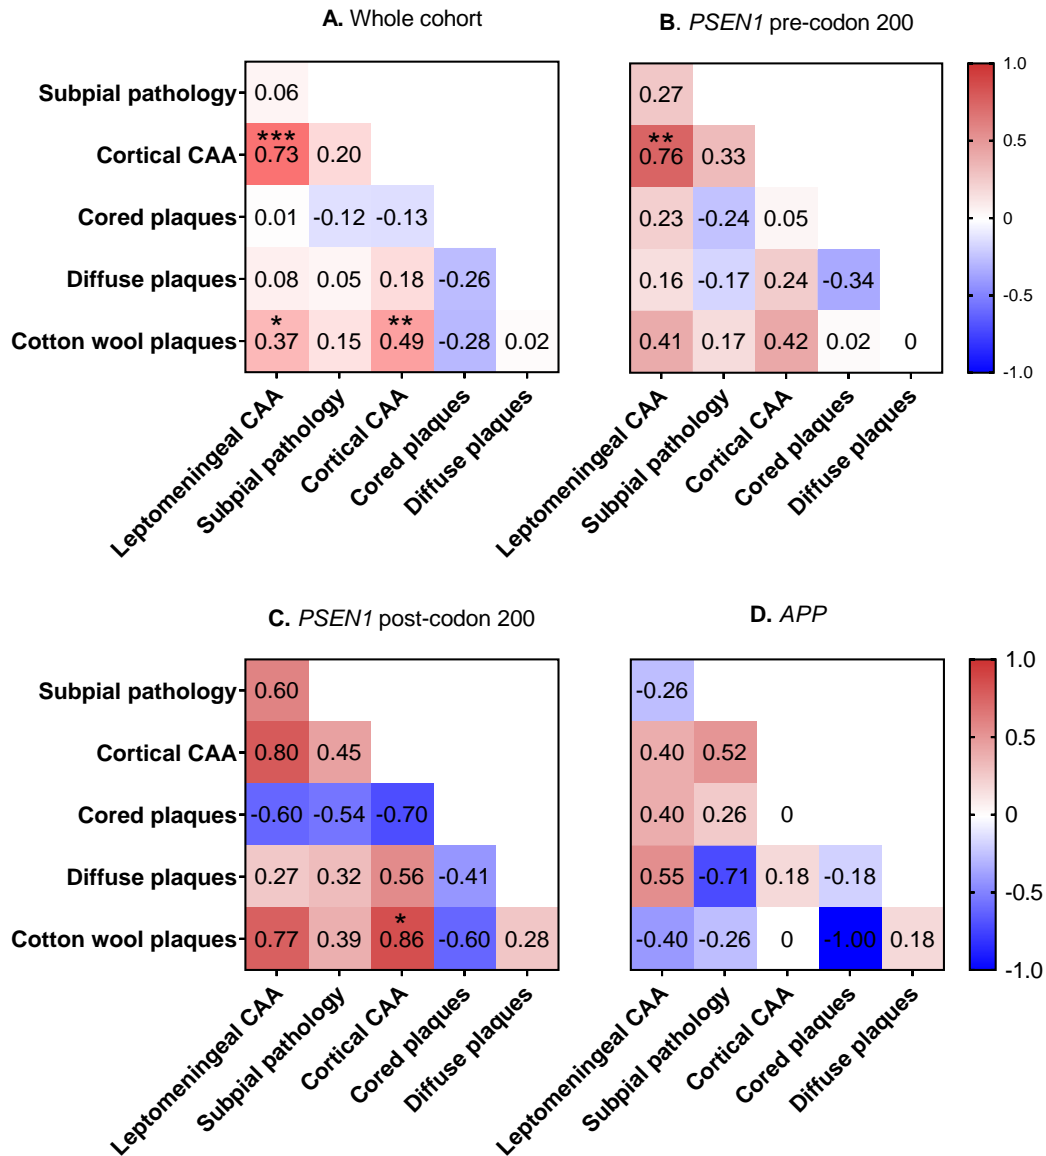 A. Whole cohort
B. PSEN1 pre-codon 200
Subpial pathology 0.06
0.27
1.0
***
**
Cortical CAA 0.73 0.20
0.76 0.33
0.5
Cored plaques 0.01 -0.12 -0.13
0.23 -0.24 0.05
0
Diffuse plaques 0.08 0.05 0.18 -0.26
0.16 -0.17 0.24 -0.34
-0.5
* **
Cotton wool plaques 0.37 0.15 0.49 -0.28 0.02
0.41 0.17 0.42 0.02 0
-1.0
Leptomeningeal CAA
Subpial pathology
Cortical CAA
Cored plaques
Diffuse plaques
Leptomeningeal CAA
Subpial pathology
Cortical CAA
Cored plaques
Diffuse plaques
C. PSEN1 post-codon 200
D. APP
Subpial pathology 0.60
-0.26
1.0
Cortical CAA 0.80 0.45
0.40 0.52
0.5
Cored plaques -0.60 -0.54 -0.70
0.40 0.26 0
0
Diffuse plaques 0.27 0.32 0.56 -0.41
0.55 -0.71 0.18 -0.18
-0.5
*
Cotton wool plaques 0.77 0.39 0.86 -0.60 0.28
-0.40 -0.26 0 -1.00 0.18
-1.0
Leptomeningeal CAA
Subpial pathology
Cortical CAA
Cored plaques
Diffuse plaques
Leptomeningeal CAA
Subpial pathology
Cortical CAA
Cored plaques
Diffuse plaques